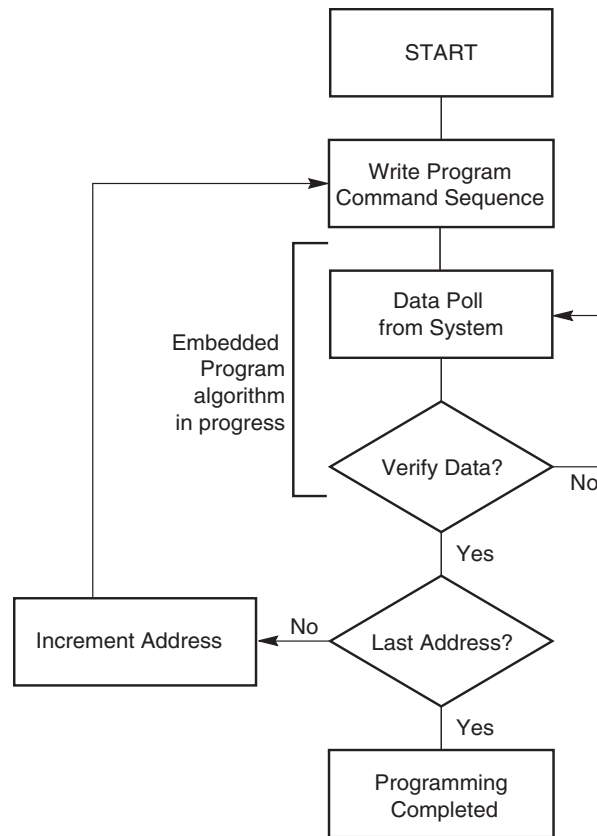 START
Write Program
Command Sequence
Data Poll
from System
Embedded
Program
algorithm
in progress
Verify Data?
No
Yes
Last Address?
No
Increment Address
Yes
Programming
Completed